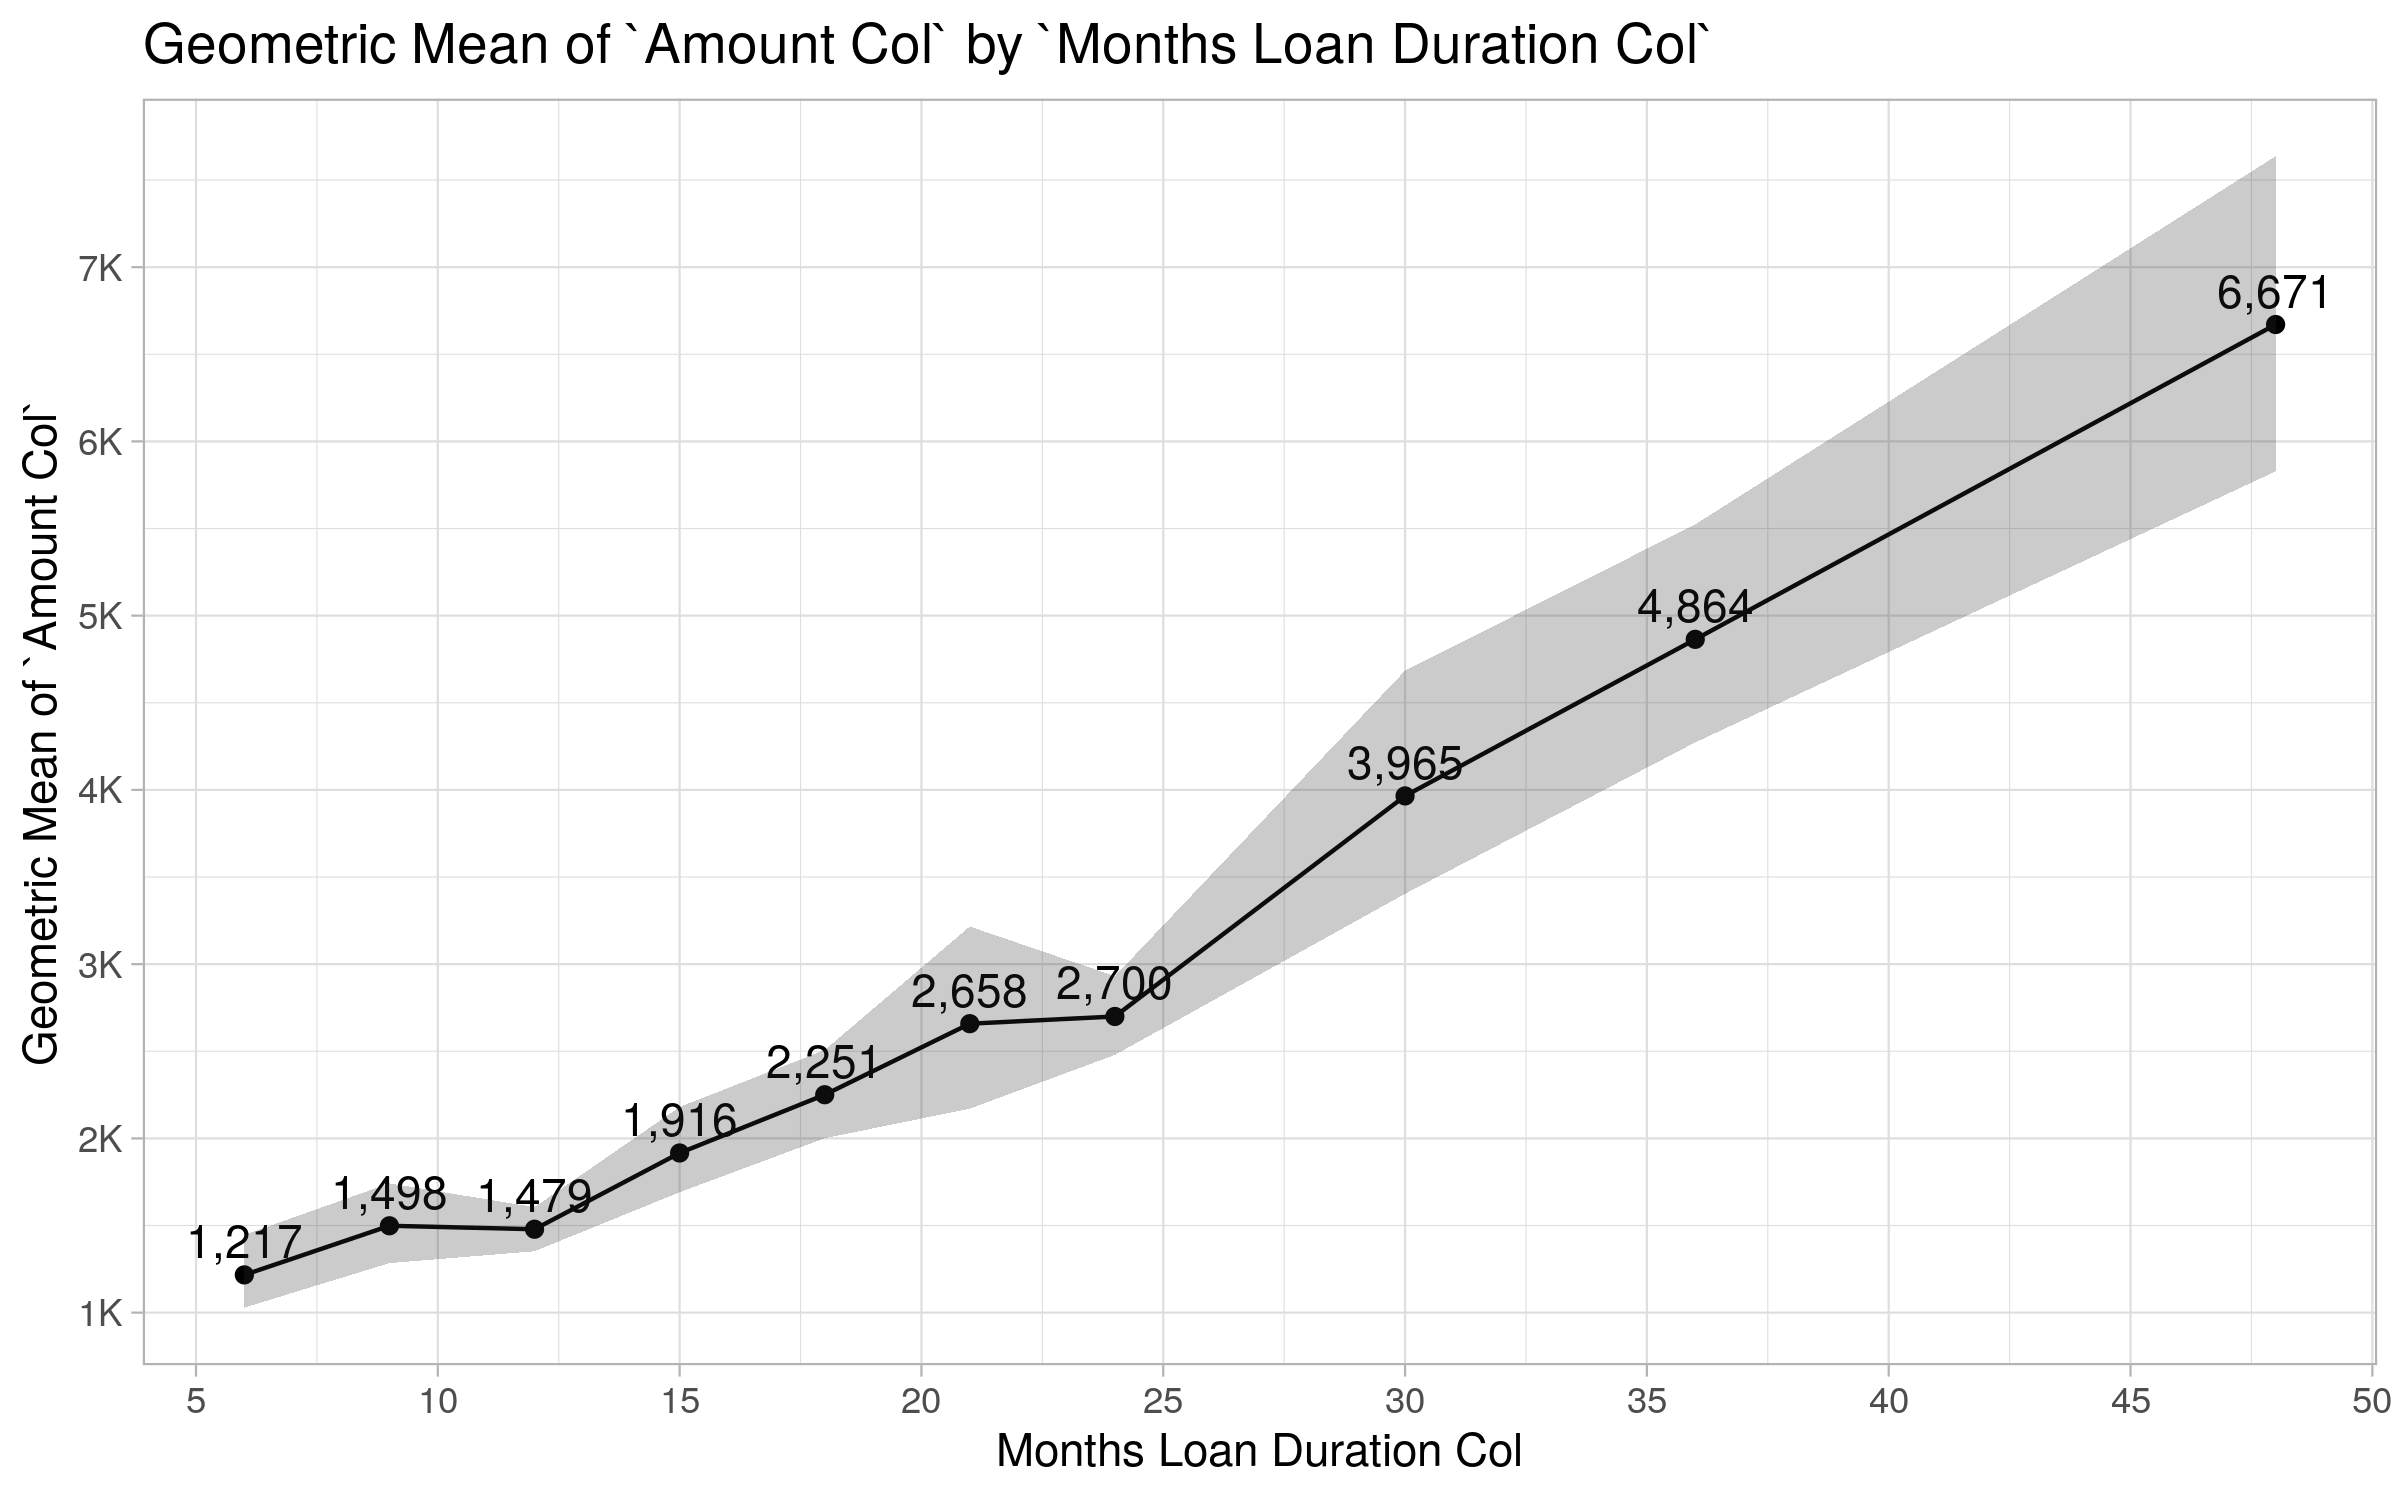 Geometric Mean of `Amount Col` by `Months Loan Duration Col`
Geometric Mean of `Amount Col`
7K
6K
5K
4K
3K
2K
1K
1,217
1,498
1,479
1,916
2,251
2,658
2,700
3,965
4,864
6,671
5 10 15 20 25 30 35 40 45 50
Months Loan Duration Col